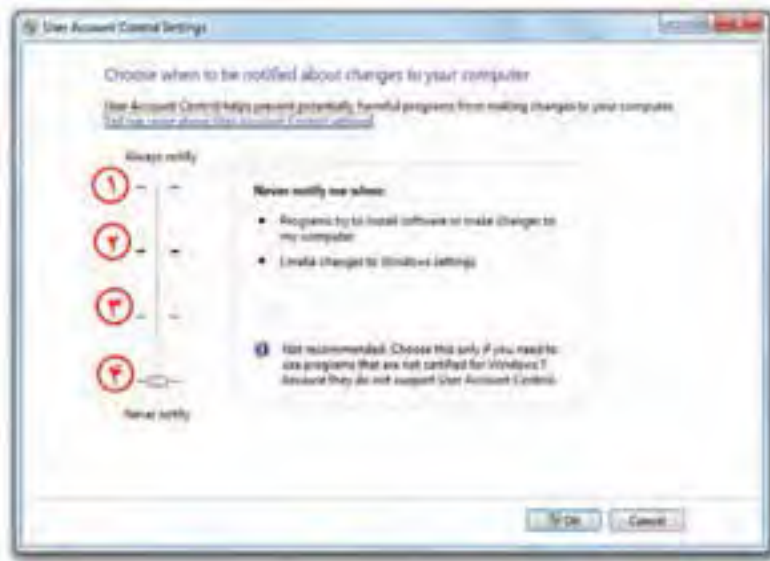 User Account Control Settings
Choose when to be notified about changes to your computer
User Account Control helps prevent potentially harmful programs from making changes to your computer.
Tell me more about User Account Control settings
Always notify
۱
Never notify me when:
• Programs try to install software or make changes to
my computer
۲
• I make changes to Windows settings
۳
Not recommended. Choose this only if you need to
use programs that are not certified for Windows 7
because they do not support User Account Control.
۴
Never notify
OK
Cancel